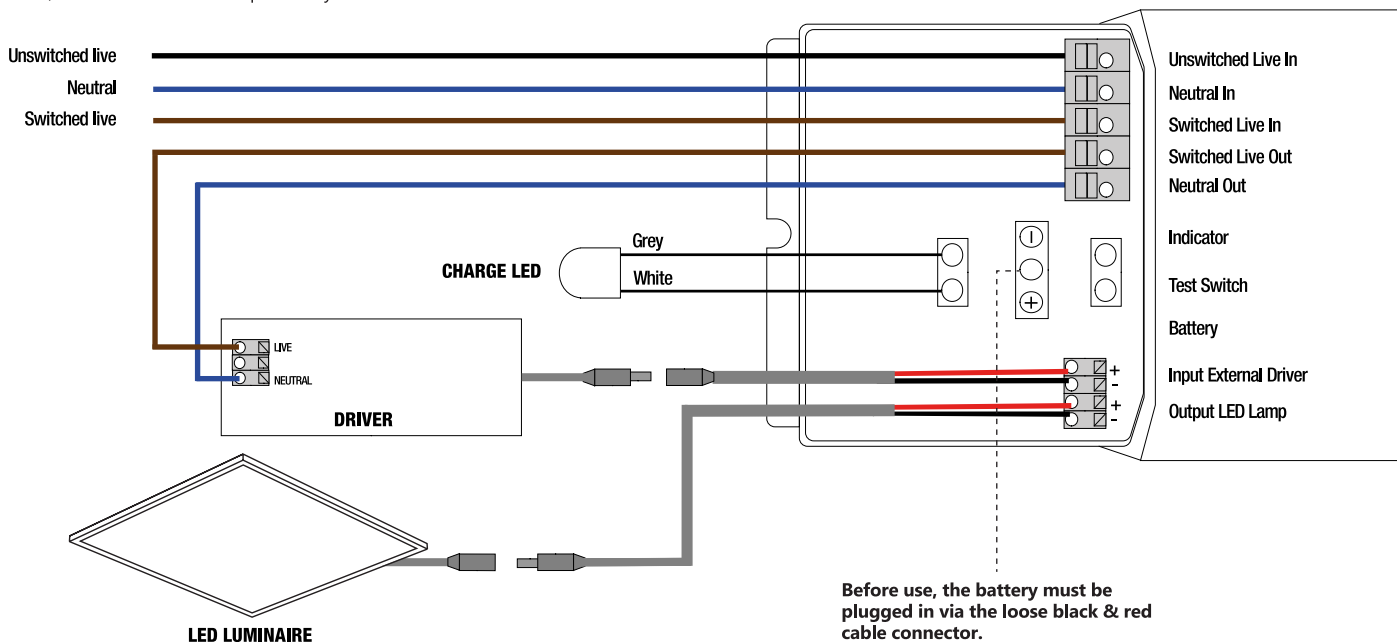 Unswitched live
Neutral
Switched live
Unswitched Live In
Neutral In
Switched Live In
Switched Live Out
Neutral Out
Indicator
Test Switch
Battery
Input External Driver
Output LED Lamp
Grey
CHARGE LED
White
LIVE
NEUTRAL
DRIVER
+
-
+
-
LED LUMINAIRE
Before use, the battery must be
plugged in via the loose black & red
cable connector.